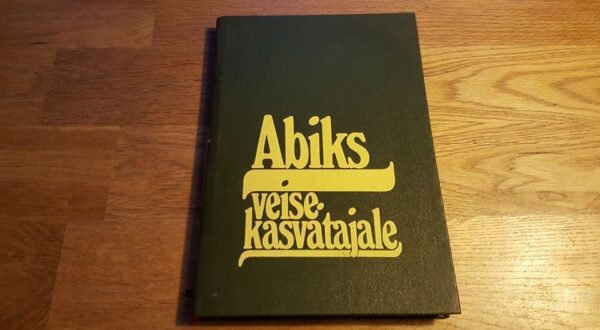 Abiks
veise-
kasvatajale